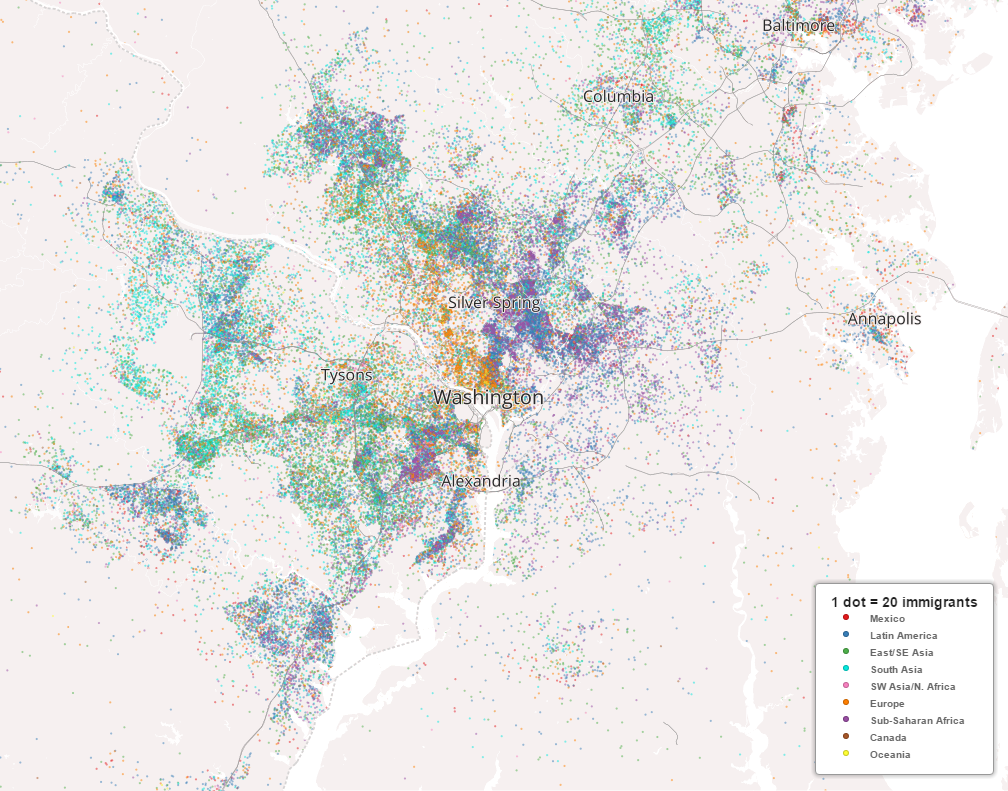 Baltimore
Columbia
Silver Spring
Annapolis
Tysons
Washington
Alexandria
1 dot = 20 immigrants
Mexico
Latin America
East/SE Asia
South Asia
SW Asia/N. Africa
Europe
Sub-Saharan Africa
Canada
Oceania